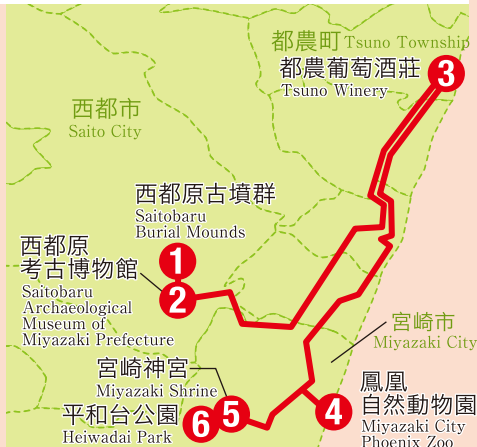 都農町 Tsuno Township
都農葡萄酒莊
Tsuno Winery
3
西都市
Saito City
西都原古墳群
Saitobaru
Burial Mounds
1
西都原
考古博物館
Saitobaru
Archaeological
Museum of
Miyazaki Prefecture
2
宮崎市
Miyazaki City
宮崎神宮
Miyazaki Shrine
平和台公園
Heiwadai Park
6
5
4
鳳凰
自然動物園
Miyazaki City
Phoenix Zoo